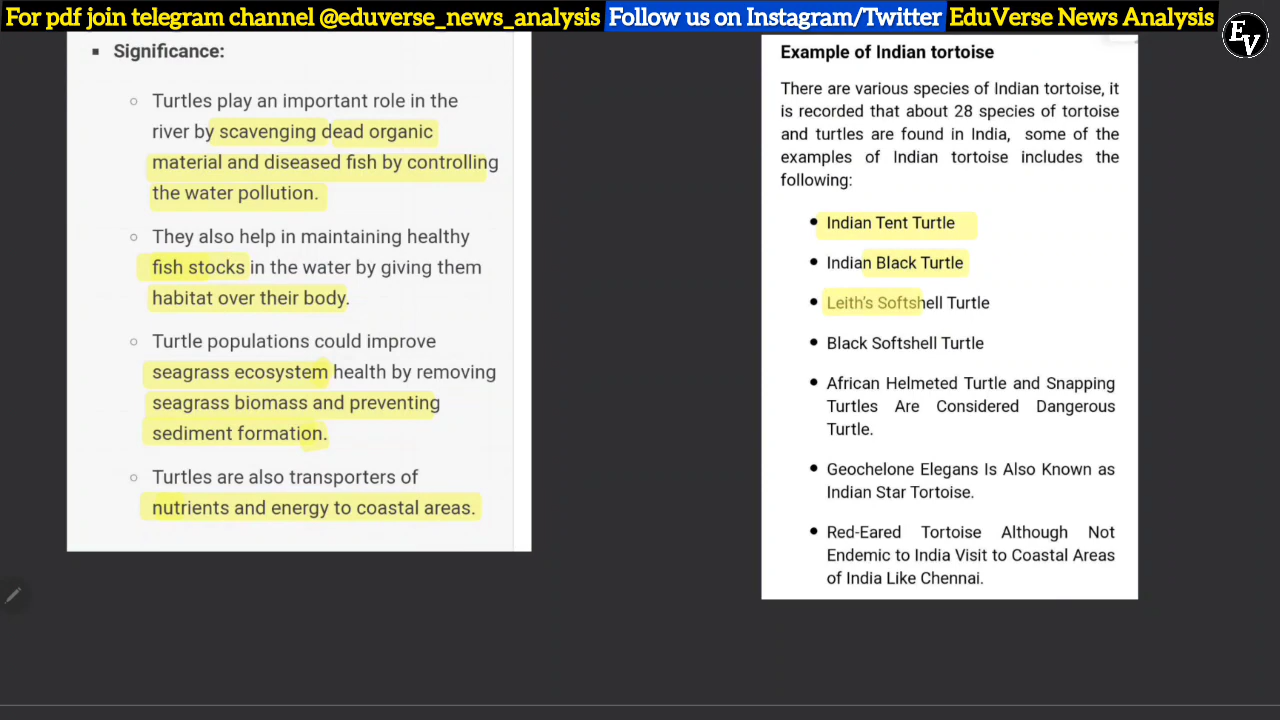 For pdf join telegram channel @eduverse_news_analysis Follow us on Instagram/Twitter EduVerse News Analysis
EV
Significance:
Turtles play an important role in the
river by scavenging dead organic
material and diseased fish by controlling
the water pollution.
They also help in maintaining healthy
fish stocks in the water by giving them
habitat over their body.
Turtle populations could improve
seagrass ecosystem health by removing
seagrass biomass and preventing
sediment formation.
Turtles are also transporters of
nutrients and energy to coastal areas.
Example of Indian tortoise
There are various species of Indian tortoise, it
is recorded that about 28 species of tortoise
and turtles are found in India, some of the
examples of Indian tortoise includes the
following:
Indian Tent Turtle
Indian Black Turtle
Leith's Softshell Turtle
Black Softshell Turtle
African Helmeted Turtle and Snapping
Turtles Are Considered Dangerous
Turtle.
Geochelone Elegans Is Also Known as
Indian Star Tortoise.
Red-Eared Tortoise Although Not
Endemic to India Visit to Coastal Areas
of India Like Chennai.